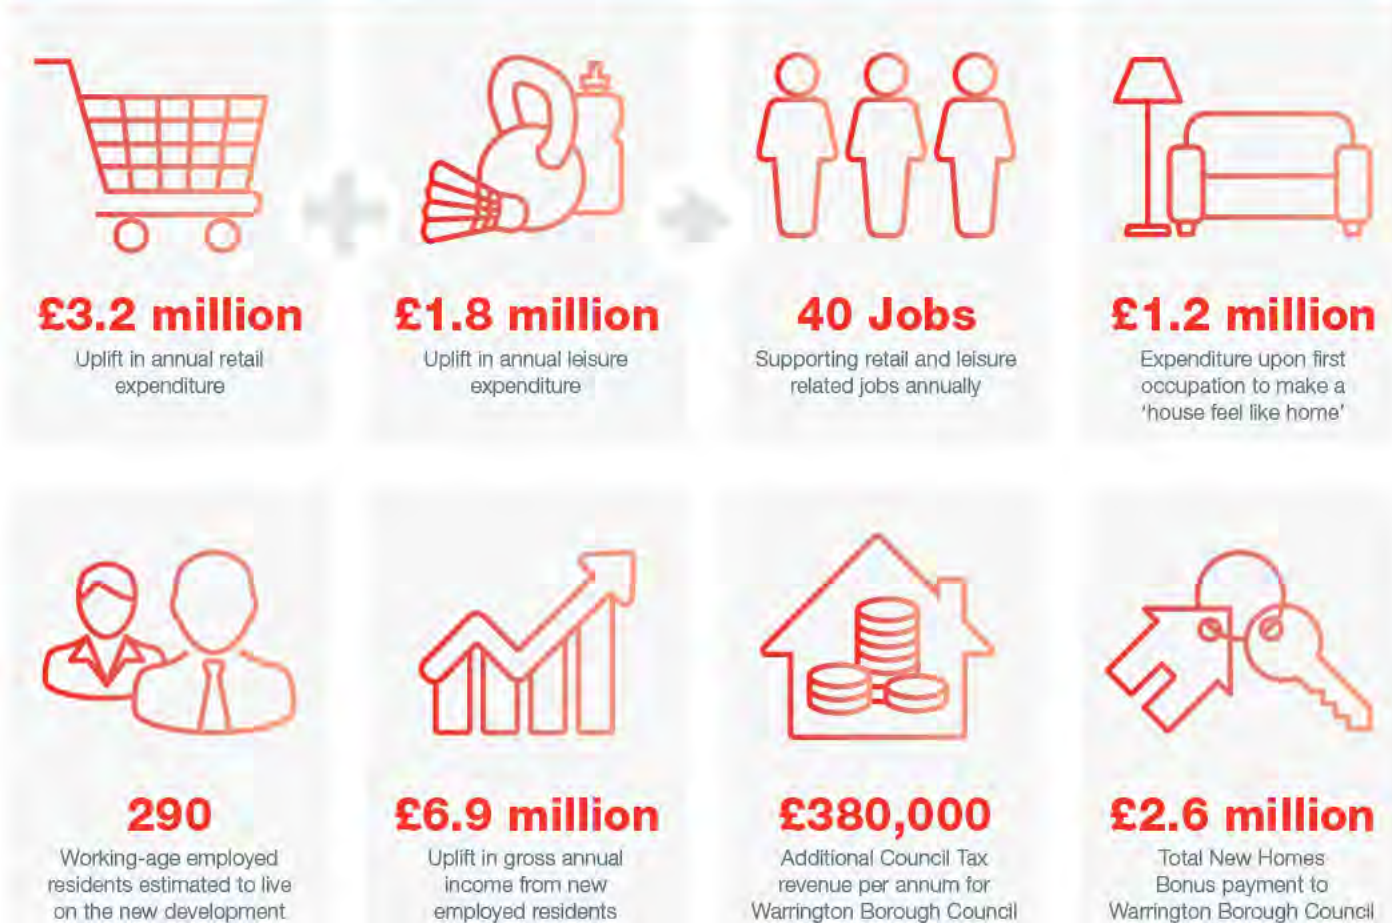 £3.2 million
Uplift in annual retail
expenditure
£1.8 million
Uplift in annual leisure
expenditure
40 Jobs
Supporting retail and leisure
related jobs annually
£1.2 million
Expenditure upon first
occupation to make a
‘house feel like home’
290
Working-age employed
residents estimated to live
on the new development
£6.9 million
Uplift in gross annual
income from new
employed residents
£380,000
Additional Council Tax
revenue per annum for
Warrington Borough Council
£2.6 million
Total New Homes
Bonus payment to
Warrington Borough Council